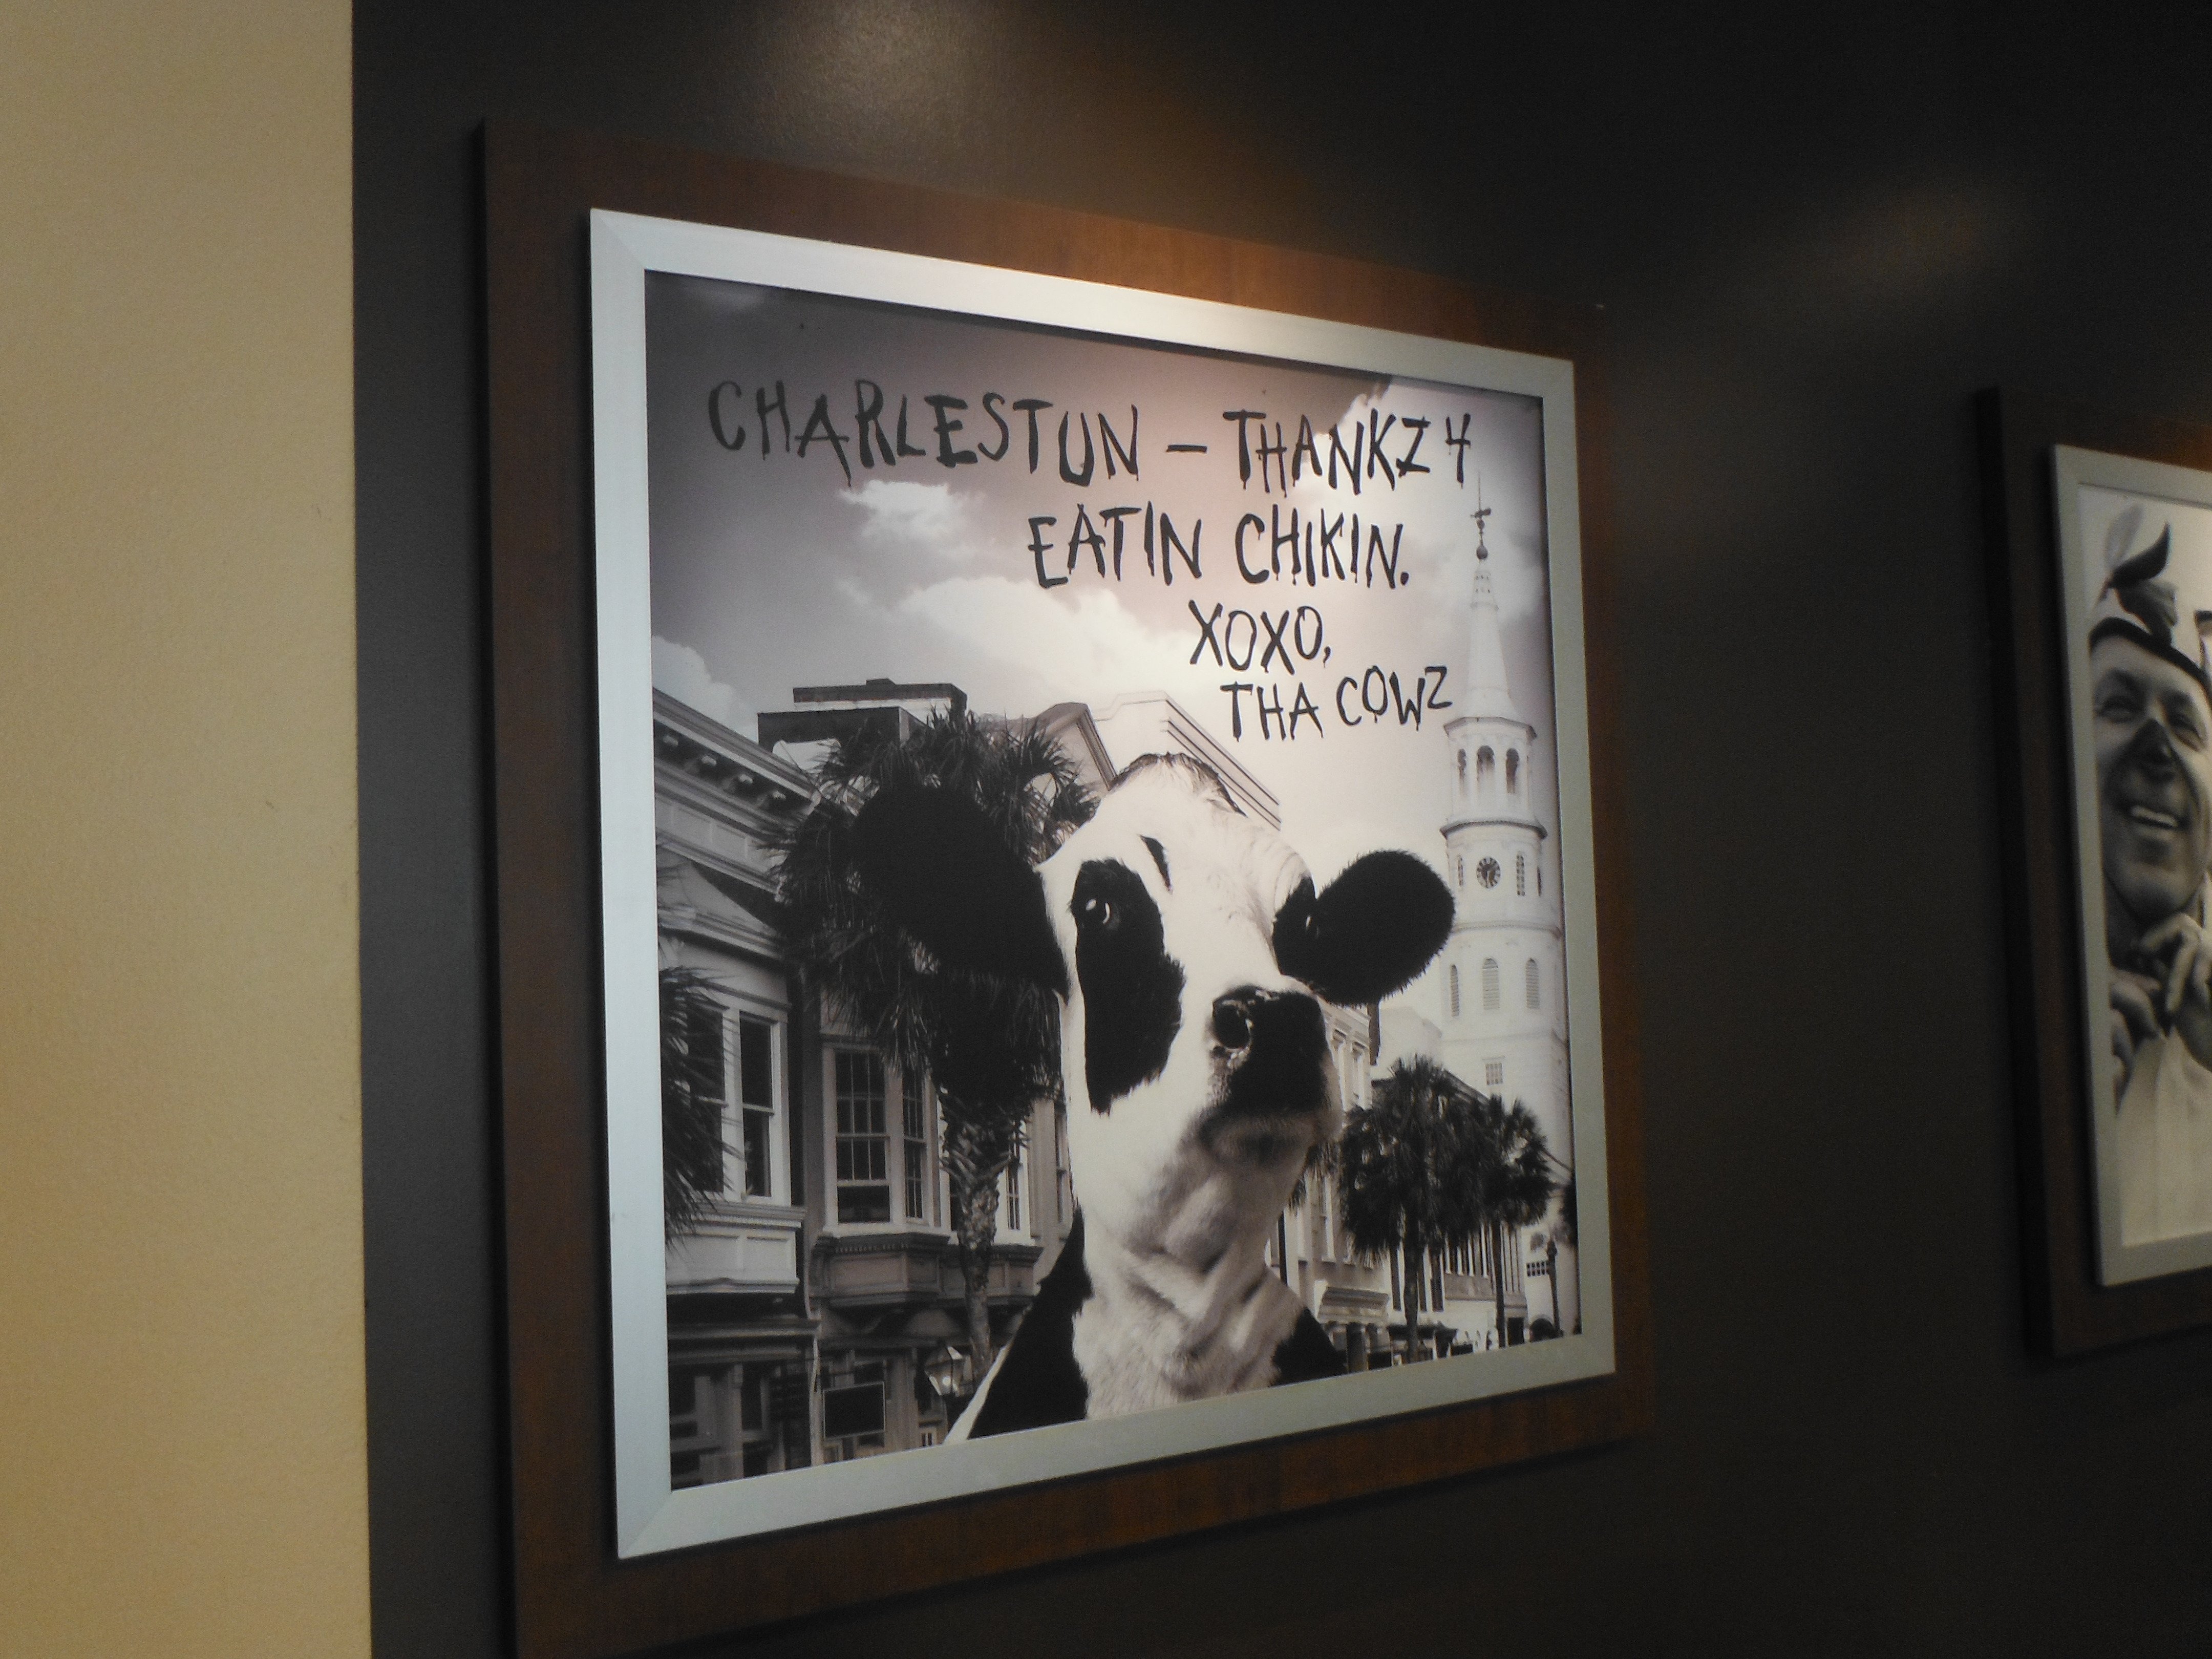 CHARLESTUN – THANKZ 4
EATIN CHIKIN.
XOXO,
THA COWZ